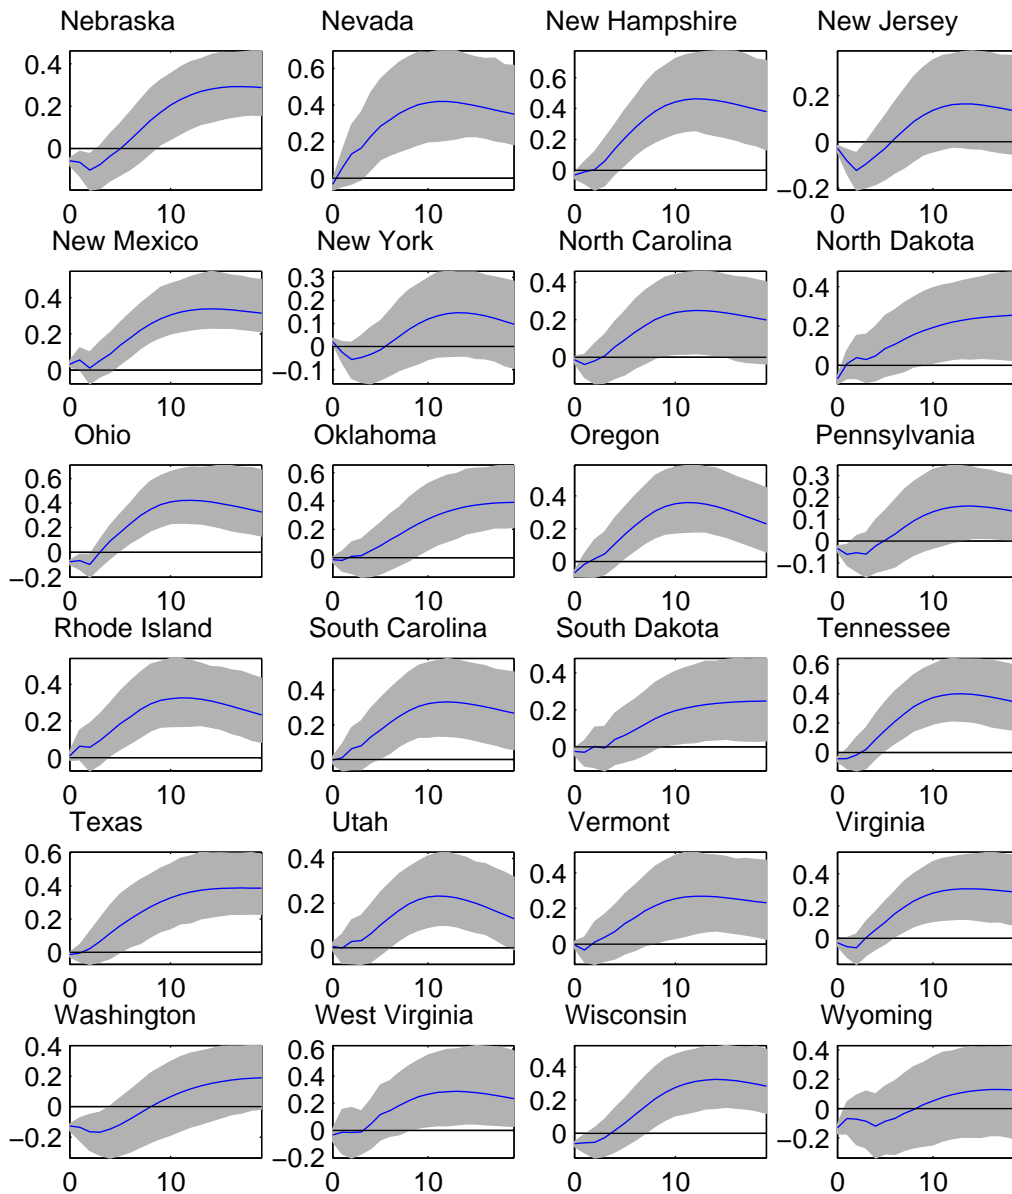 Nebraska Nevada New Hampshire New Jersey
0.4 0.6 0.6 0.2
0.2 0.4 0.4 0
0 0.2 0.2 −0.2
0 0
0 10 0 10 0 10 0 10
New Mexico New York North Carolina North Dakota
0.4 0.3 0.4 0.4
0.2 0.2 0.2 0.2
0 0.1 0 0
0
−0.1
0 10 0 10 0 10 0 10
Ohio Oklahoma Oregon Pennsylvania
0.6 0.6 0.4 0.3
0.4 0.4 0.2 0.2
0.2 0.2 0 0.1
0 0 0
−0.2 −0.1
0 10 0 10 0 10 0 10
Rhode Island South Carolina South Dakota Tennessee
0.4 0.4 0.4 0.6
0.2 0.2 0.2 0.4
0 0 0 0.2
0
0 10 0 10 0 10 0 10
Texas Utah Vermont Virginia
0.6 0.4 0.4 0.4
0.4 0.2 0.2 0.2
0.2 0 0 0
0
0 10 0 10 0 10 0 10
Washington West Virginia Wisconsin Wyoming
0.4 0.6 0.4 0.4
0.2 0.4 0.2 0.2
0 0.2 0 0
−0.2 0 −0.2
−0.2
0 10 0 10 0 10 0 10